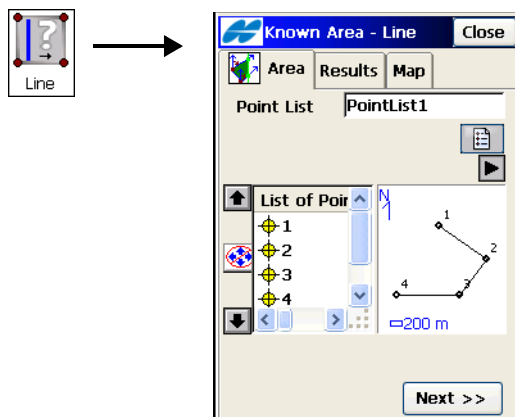 Line
Known Area - Line
Close
Area
Results
Map
Point List
PointList1
List of Poir
1
2
3
4
N
1
2
3
4
200 m
Next >>